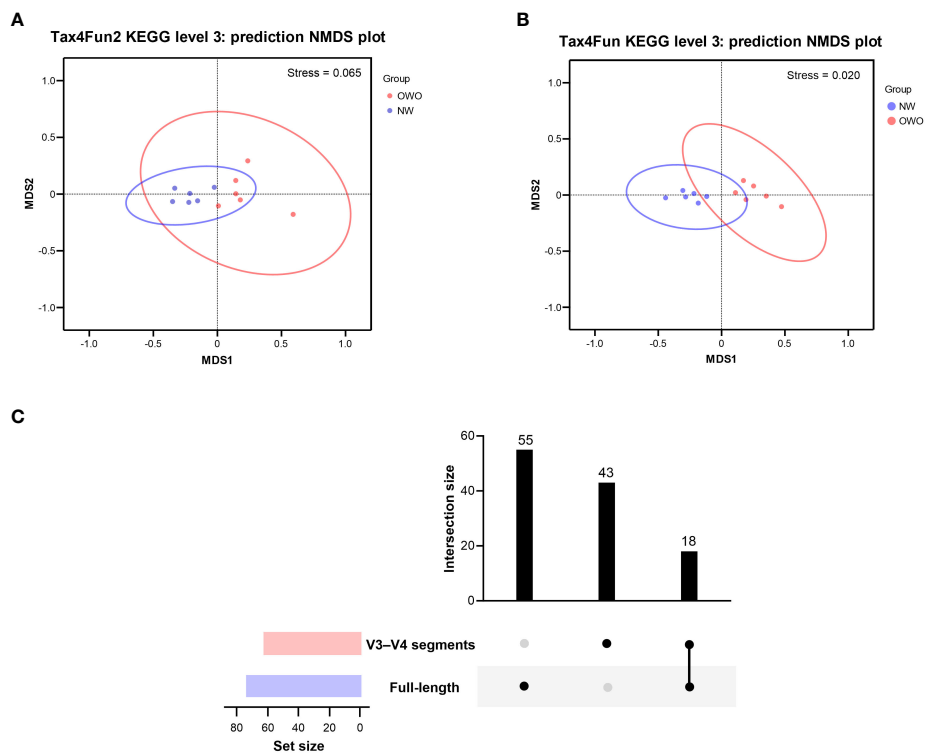 A
Tax4Fun2 KEGG level 3: prediction NMDS plot
Stress = 0.065
Group
OWO
NW
1.0
0.5
0
-0.5
-1.0
MDS2
-1.0 -0.5 0 0.5 1.0
MDS1
B
Tax4Fun KEGG level 3: prediction NMDS plot
Stress = 0.020
Group
NW
OWO
1.0
0.5
0
-0.5
-1.0
MDS2
-1.0 -0.5 0 0.5 1.0
MDS1
C
60
40
20
0
Intersection size
55
43
18
V3–V4 segments
Full-length
80 60 40 20 0
Set size